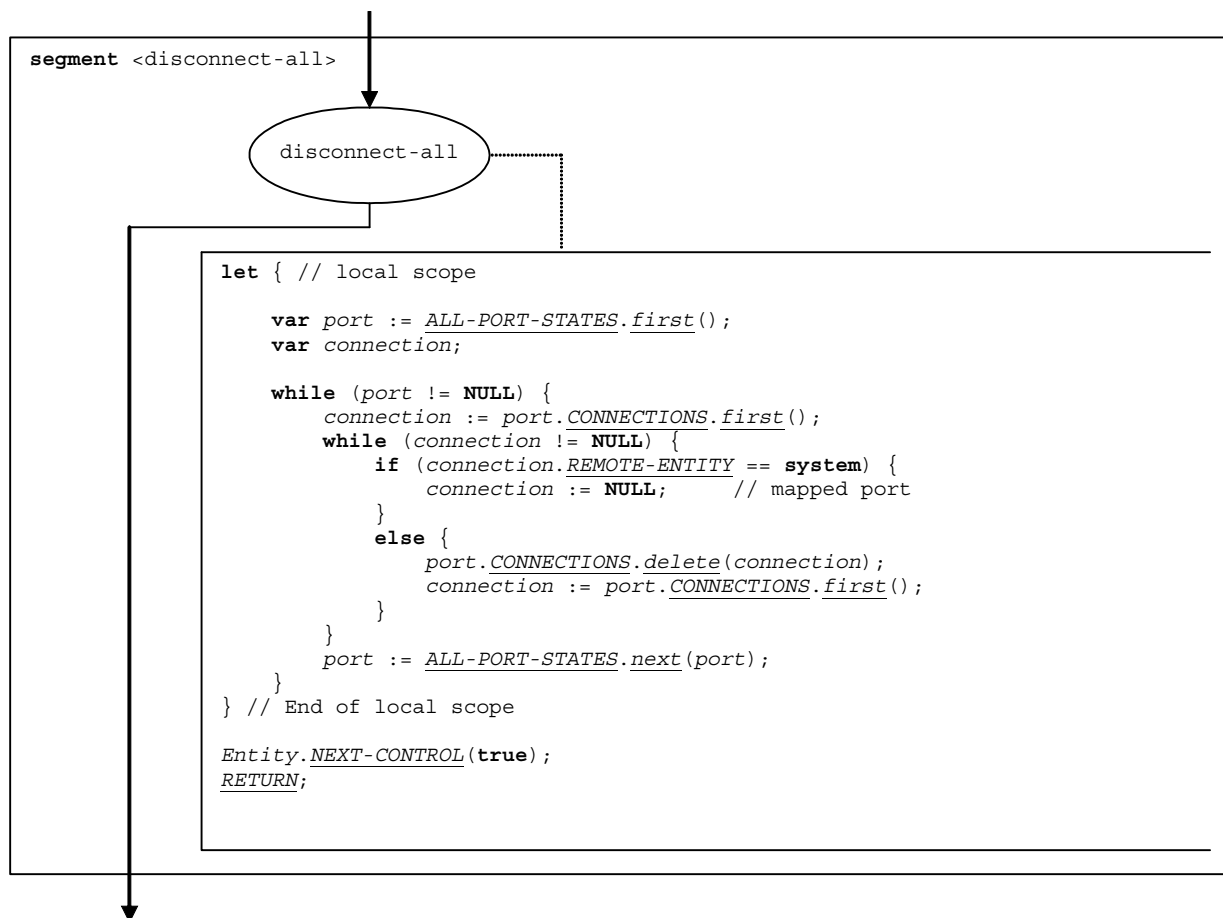 segment <disconnect-all>
disconnect-all
let { // local scope
var port := ALL-PORT-STATES.first();
var connection;
while (port != NULL) {
connection := port.CONNECTIONS.first();
while (connection != NULL) {
if (connection.REMOTE-ENTITY == system) {
connection := NULL; // mapped port
}
else {
port.CONNECTIONS.delete(connection);
connection := port.CONNECTIONS.first();
}
}
port := ALL-PORT-STATES.next(port);
}
} // End of local scope
Entity.NEXT-CONTROL(true);
RETURN;